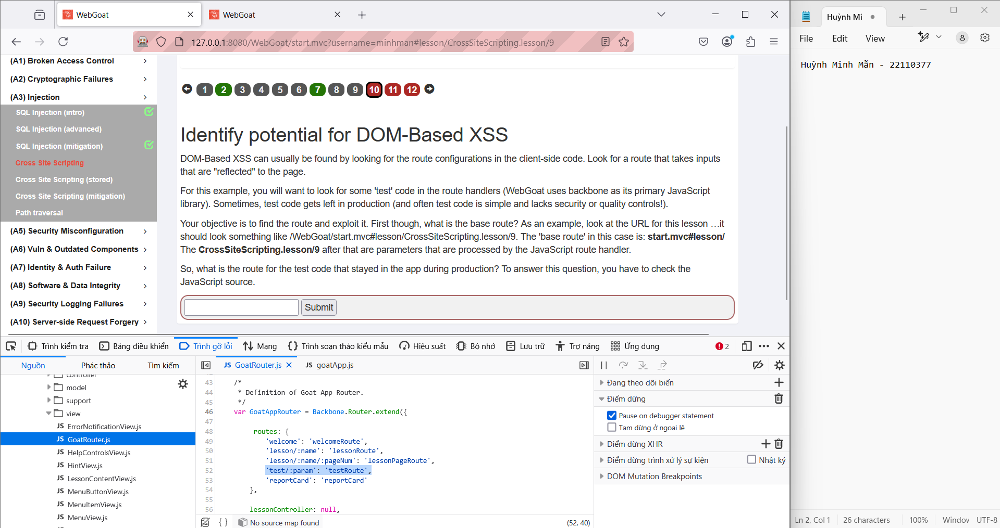 WebGoat
WebGoat
Huỳnh Mi
127.0.0.1:8080/WebGoat/start.mvc?username=minhman#lesson/CrossSiteScripting.lesson/9
File Edit View
Huỳnh Minh Mẫn - 22110377
(A1) Broken Access Control
(A2) Cryptographic Failures
(A3) Injection
SQL Injection (intro)
SQL Injection (advanced)
SQL Injection (mitigation)
Cross Site Scripting
Cross Site Scripting (stored)
Cross Site Scripting (mitigation)
Path traversal
(A5) Security Misconfiguration
(A6) Vuln & Outdated Components
(A7) Identity & Auth Failure
(A8) Software & Data Integrity
(A9) Security Logging Failures
(A10) Server-side Request Forgery
1 2 3 4 5 6 7 8 9 10 11 12
Identify potential for DOM-Based XSS
DOM-Based XSS can usually be found by looking for the route configurations in the client-side code. Look for a route that takes inputs
that are "reflected" to the page.
For this example, you will want to look for some 'test' code in the route handlers (WebGoat uses backbone as its primary JavaScript
library). Sometimes, test code gets left in production (and often test code is simple and lacks security or quality controls!).
Your objective is to find the route and exploit it. First though, what is the base route? As an example, look at the URL for this lesson …it
should look something like /WebGoat/start.mvc#lesson/CrossSiteScripting.lesson/9. The 'base route' in this case is: start.mvc#lesson/
The CrossSiteScripting.lesson/9 after that are parameters that are processed by the JavaScript route handler.
So, what is the route for the test code that stayed in the app during production? To answer this question, you have to check the
JavaScript source.
Submit
Trình kiểm tra Bảng điều khiển Trình gỡ lỗi Mạng Trình soạn thảo kiểu mẫu Hiệu suất Bộ nhớ Lưu trữ Trợ năng Ứng dụng 2
Nguồn Phác thảo Tìm kiếm
controller
model
support
view
JS ErrorNotificationView.js
JS GoatRouter.js
JS HelpControlsView.js
JS HintView.js
JS LessonContentView.js
JS MenuButtonView.js
JS MenuItemView.js
JS MenuView.js
JS GoatRouter.js JS goatApp.js
43 /*
44 * Definition of Goat App Router.
45 */
46 var GoatAppRouter = Backbone.Router.extend({
47
48 routes: {
49 'welcome': 'welcomeRoute',
50 'lesson/:name': 'lessonRoute',
51 'lesson/:name/:pageNum': 'lessonPageRoute',
52 'test/:param': 'testRoute',
53 'reportCard': 'reportCard'
54 },
55
56 lessonController: null,
{ } No source map found (52, 40)
Đang theo dõi biến
Điểm dừng
Pause on debugger statement
Tạm dừng ở ngoại lệ
Điểm dừng XHR
Điểm dừng trình xử lý sự kiện Nhật ký
DOM Mutation Breakpoints
Ln 2, Col 1 26 characters 100% Window UTF-8